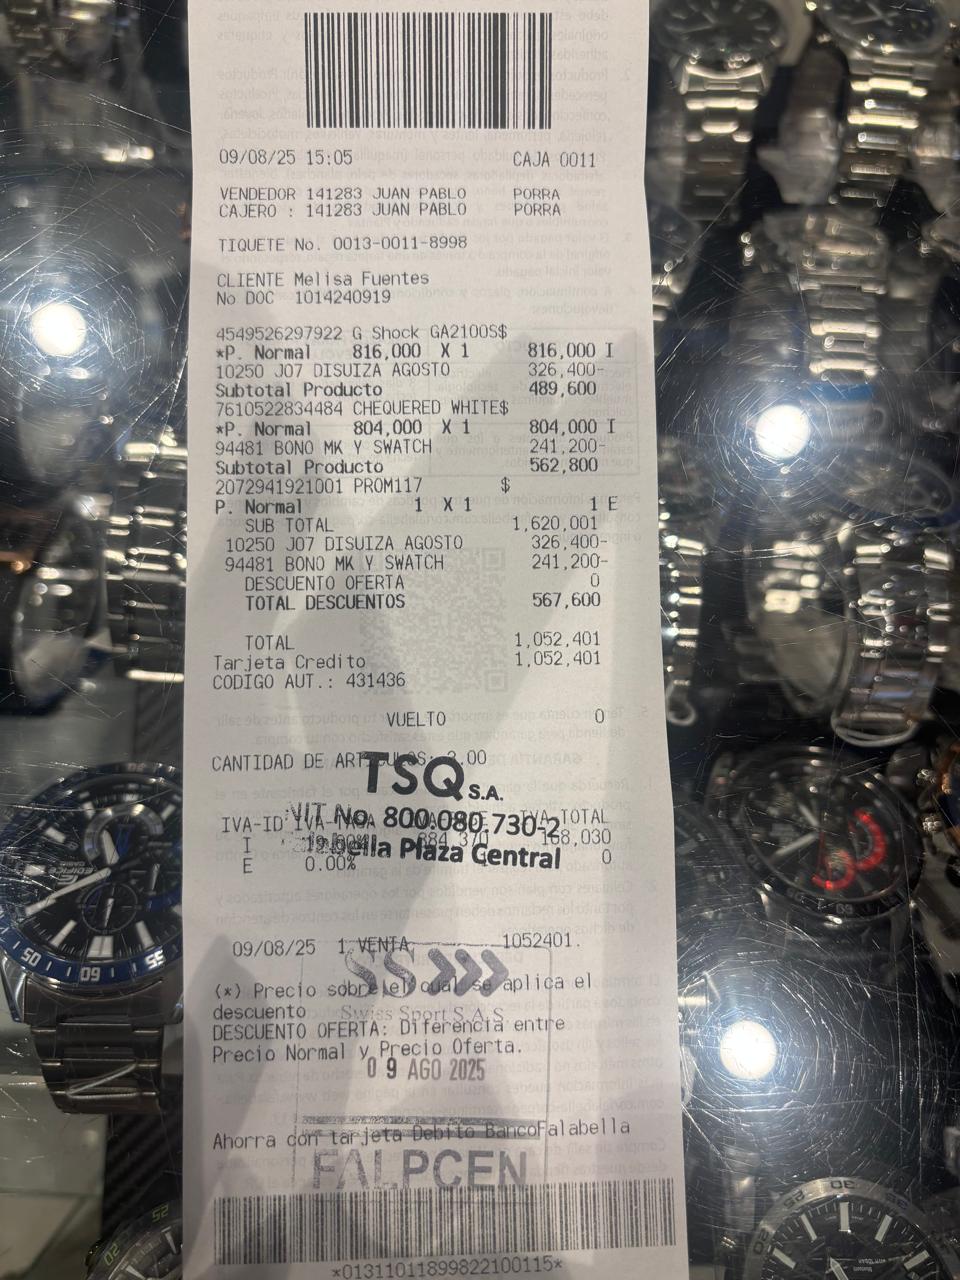 09/08/25 15:05 CAJA 0011
VENDEDOR 141283 JUAN PABLO PORRA
CAJERO : 141283 JUAN PABLO PORRA
TIQUETE No. 0013-0011-8998
CLIENTE Melisa Fuentes
No DOC 1014240919
4549526297922 G Shock GA2100S$
*P. Normal 816,000 X 1 816,000 I
10250 J07 DISUIZA AGOSTO 326,400-
Subtotal Producto 489,600
7610522834484 CHEQUERED WHITE$
*P. Normal 804,000 X 1 804,000 I
94481 BONO MK Y SWATCH 241,200-
Subtotal Producto 562,800
2072941921001 PROM117 $
P. Normal 1 X 1 1 E
SUB TOTAL 1,620,001
10250 J07 DISUIZA AGOSTO 326,400-
94481 BONO MK Y SWATCH 241,200-
DESCUENTO OFERTA 0
TOTAL DESCUENTOS 567,600
TOTAL 1,052,401
Tarjeta Credito 1,052,401
CODIGO AUT.: 431436
VUELTO 0
CANTIDAD DE ARTICULOS: 3.00
TSQ S.A.
NIT No. 800.080.730-2
IVA-ID IVA TOTAL
I 168,030
Plaza Central
E 0.00% 0
09/08/25 1 VENTA 1052401.
SS
(*) Precio sobre el cual se aplica el
descuento
Swiss Sport S.A.S
DESCUENTO OFERTA: Diferencia entre
Precio Normal y Precio Oferta.
09 AGO 2025
Ahorra con tarjeta Debito BancoFalabella
FALPCEN
*01311011899822100115*